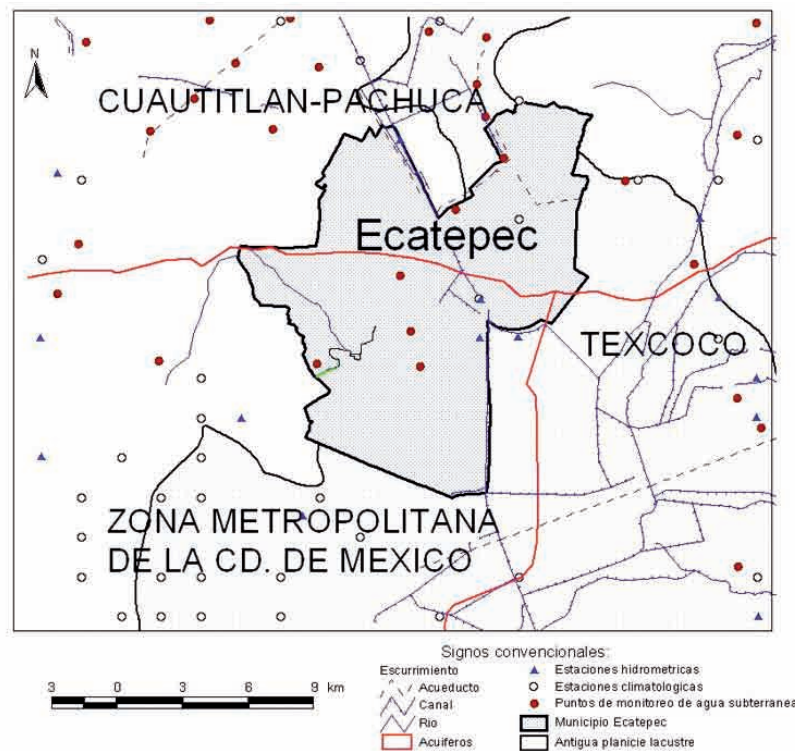 N
CUAUTITLAN-PACHUCA
Ecatepec
TEXCOCO
ZONA METROPOLITANA
DE LA CD. DE MEXICO
Signos convencionales:
3 0 3 6 9 km
Escurrimiento
Acueducto
Canal
Rio
Acuiferos
Estaciones hidrometricas
Estaciones climatologicas
Puntos de monitoreo de agua subterranea
Municipio Ecatepec
Antigua planicie lacustre